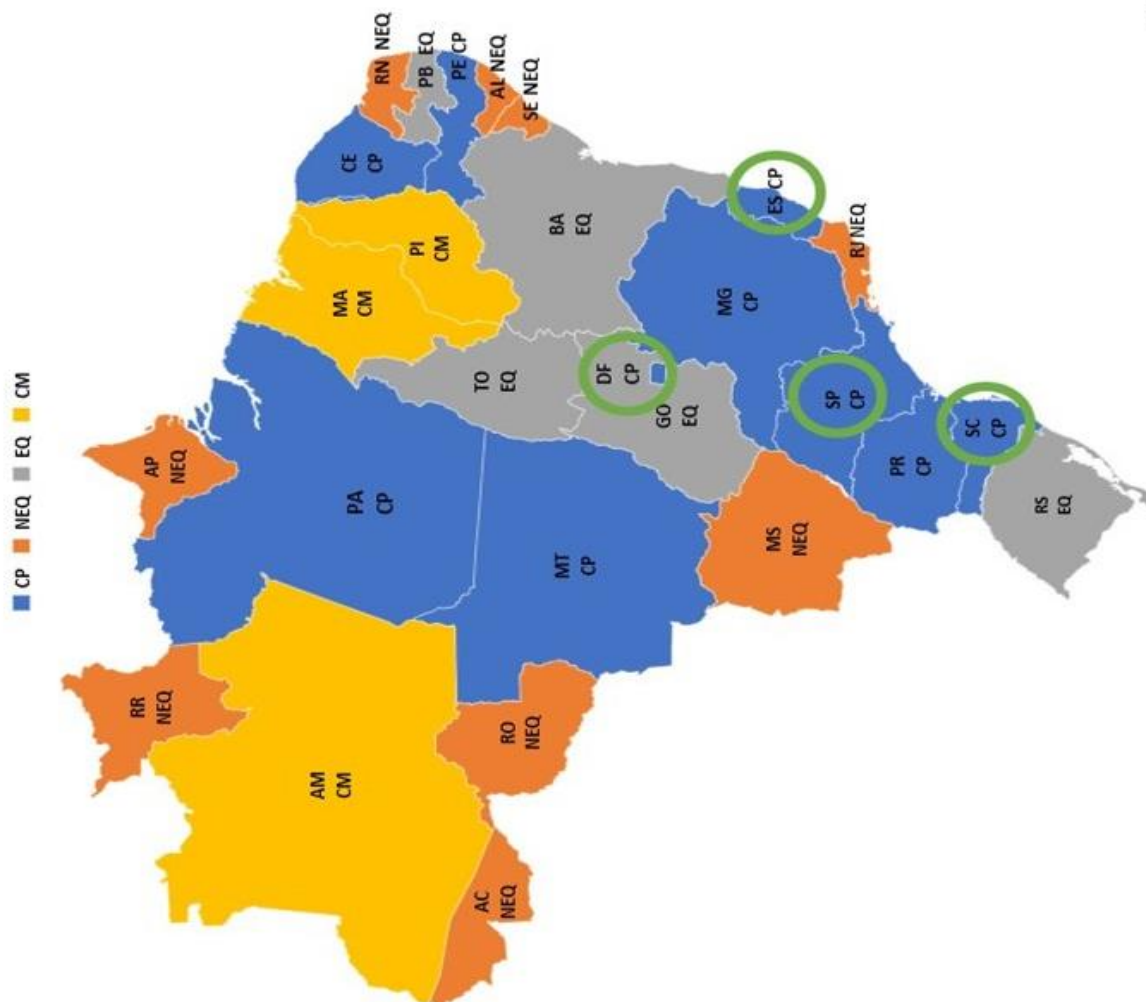 CP NEQ EQ CM
RR
NEQ
AP
NEQ
AM
CM
PA
CP
MA
CM
PI
CM
CE
CP
RN NEQ
PB EQ
PE CP
AL NEQ
SE NEQ
AC
NEQ
RO
NEQ
MT
CP
TO
EQ
BA
EQ
DF
CP
GO
EQ
MG
CP
ES CP
MS
NEQ
SP
CP
RJ NEQ
PR
CP
SC
CP
RS
EQ